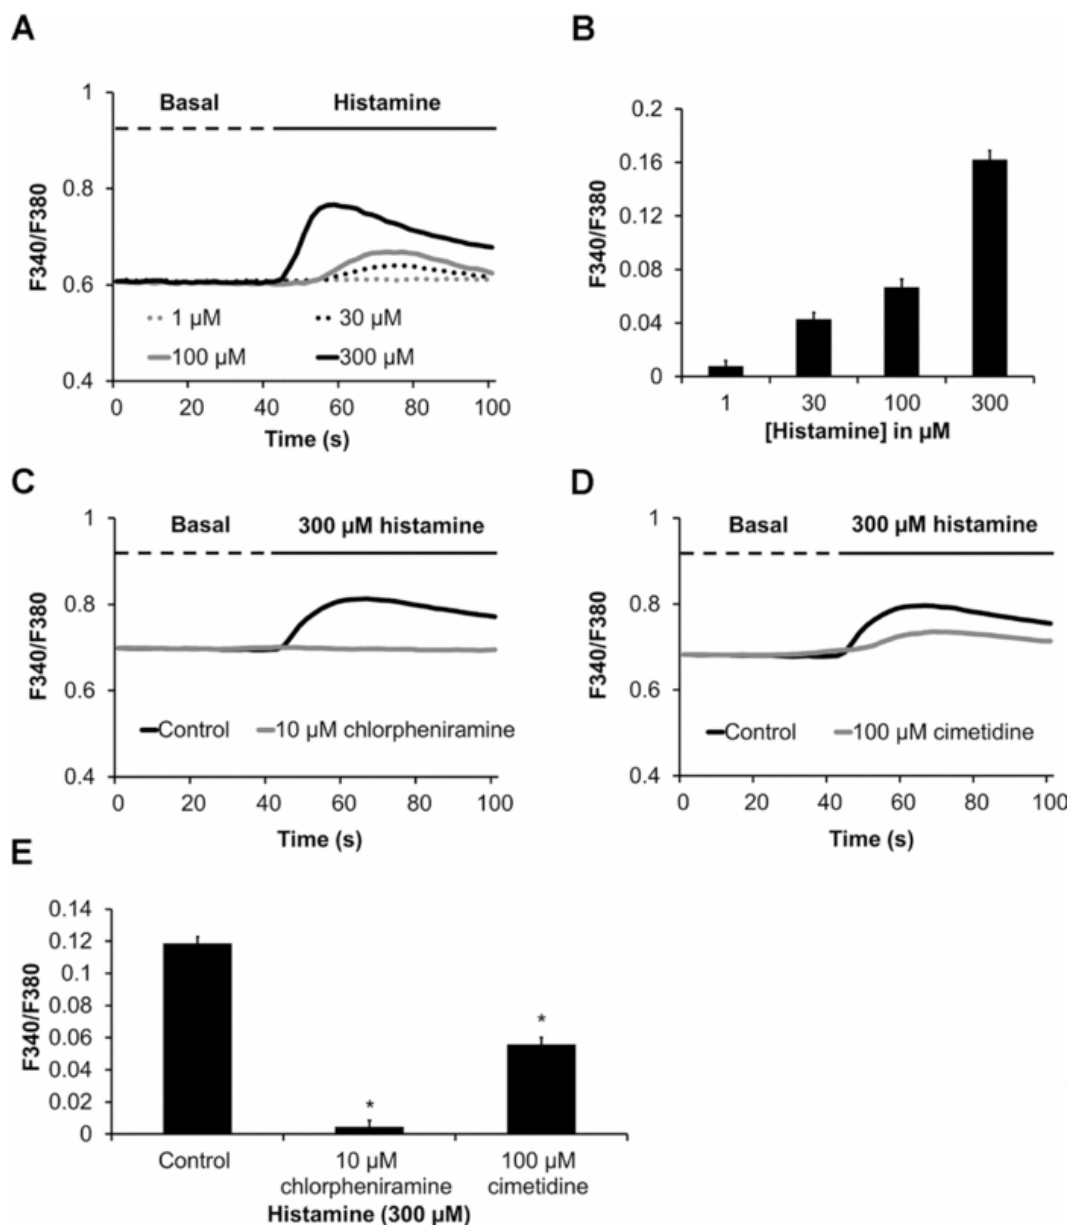 A
Basal Histamine
F340/F380
1
0.8
0.6
0.4
1 µM 30 µM
100 µM 300 µM
0 20 40 60 80 100
Time (s)
B
F340/F380
0.2
0.16
0.12
0.08
0.04
0
1 30 100 300
[Histamine] in µM
C
Basal 300 µM histamine
F340/F380
1
0.8
0.6
0.4
Control 10 µM chlorpheniramine
0 20 40 60 80 100
Time (s)
D
Basal 300 µM histamine
F340/F380
1
0.8
0.6
0.4
Control 100 µM cimetidine
0 20 40 60 80 100
Time (s)
E
F340/F380
0.14
0.12
0.1
0.08
0.06
0.04
0.02
0
* *
Control 10 µM 100 µM
chlorpheniramine cimetidine
Histamine (300 µM)